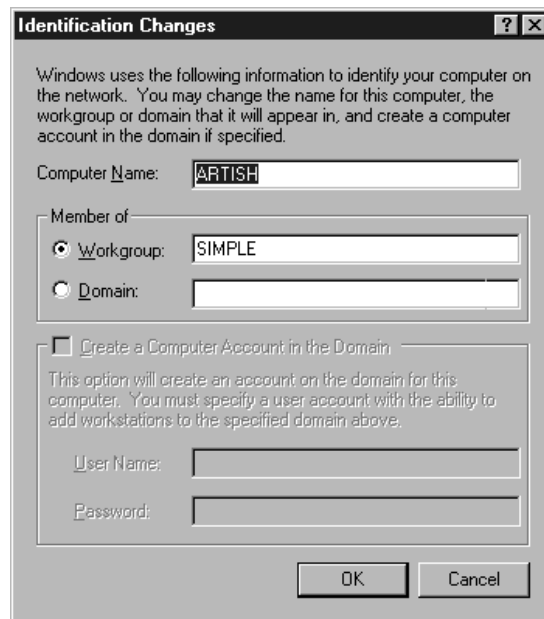 Identification Changes
Windows uses the following information to identify your computer on
the network. You may change the name for this computer, the
workgroup or domain that it will appear in, and create a computer
account in the domain if specified.
Computer Name: ARTISH
Member of
Workgroup: SIMPLE
Domain:
Create a Computer Account in the Domain
This option will create an account on the domain for this
computer. You must specify a user account with the ability to
add workstations to the specified domain above.
User Name:
Password:
OK Cancel